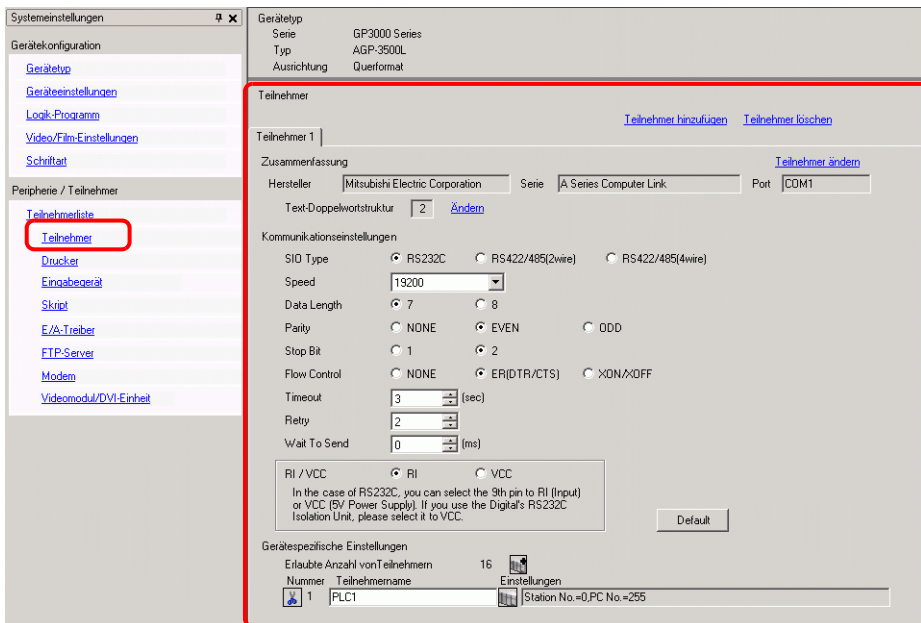 Systemeinstellungen
Gerätekonfiguration
Gerätetyp
Geräteeinstellungen
Logik-Programm
Video/Film-Einstellungen
Schriftart
Peripherie / Teilnehmer
Teilnehmerliste
Teilnehmer
Drucker
Eingabegerät
Skript
E/A-Treiber
FTP-Server
Modem
Videomodul/DVI-Einheit
Gerätetyp
Serie GP3000 Series
Typ AGP-3500L
Ausrichtung Querformat
Teilnehmer
Teilnehmer hinzufügen Teilnehmer löschen
Teilnehmer 1
Zusammenfassung Teilnehmer ändern
Hersteller Mitsubishi Electric Corporation Serie A Series Computer Link Port COM1
Text-Doppelwortstruktur 2 Ändern
Kommunikationseinstellungen
SIO Type RS232C RS422/485(2wire) RS422/485(4wire)
Speed 19200
Data Length 7 8
Parity NONE EVEN ODD
Stop Bit 1 2
Flow Control NONE ER(DTR/CTS) XON/XOFF
Timeout 3 (sec)
Retry 2
Wait To Send 0 (ms)
RI / VCC RI VCC
In the case of RS232C, you can select the 9th pin to RI (Input)
or VCC (5V Power Supply). If you use the Digital's RS232C
Isolation Unit, please select it to VCC.
Default
Gerätespezifische Einstellungen
Erlaubte Anzahl vonTeilnehmern 16
Nummer Teilnehmername Einstellungen
1 PLC1 Station No.=0,PC No.=255